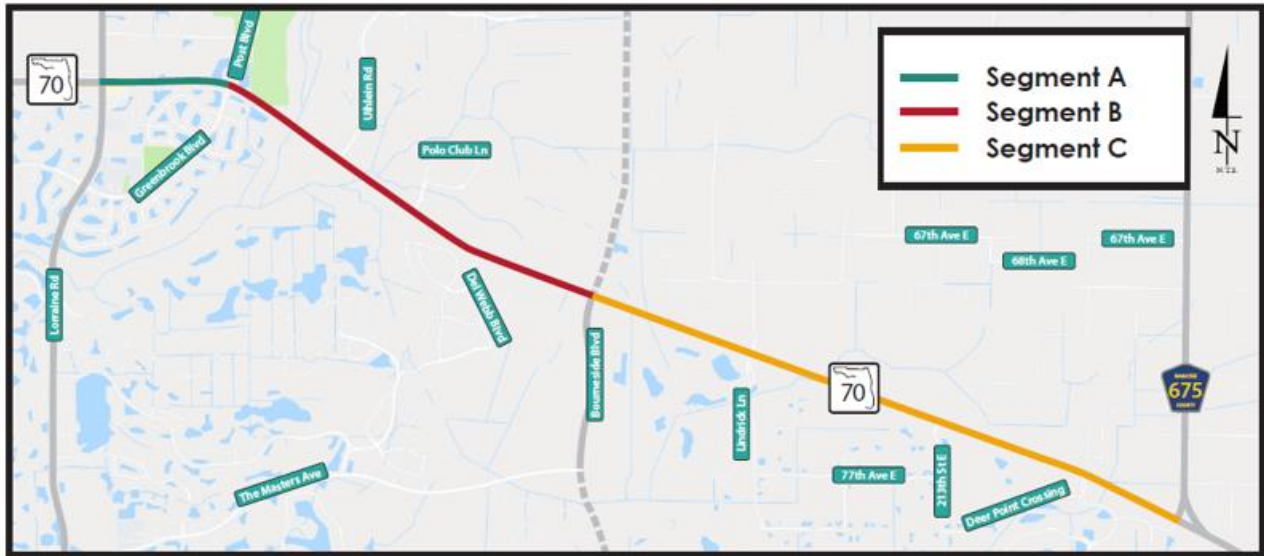 Post Blvd
70
Uihlein Rd
Segment A
Segment B
Segment C
N
N.T.S.
Greenbrook Blvd
Polo Club Ln
67th Ave E
67th Ave E
68th Ave E
Lorraine Rd
Del Webb Blvd
Bourneside Blvd
Lindrick Ln
70
MANATEE
675
COUNTY
The Masters Ave
77th Ave E
213th St E
Deer Point Crossing